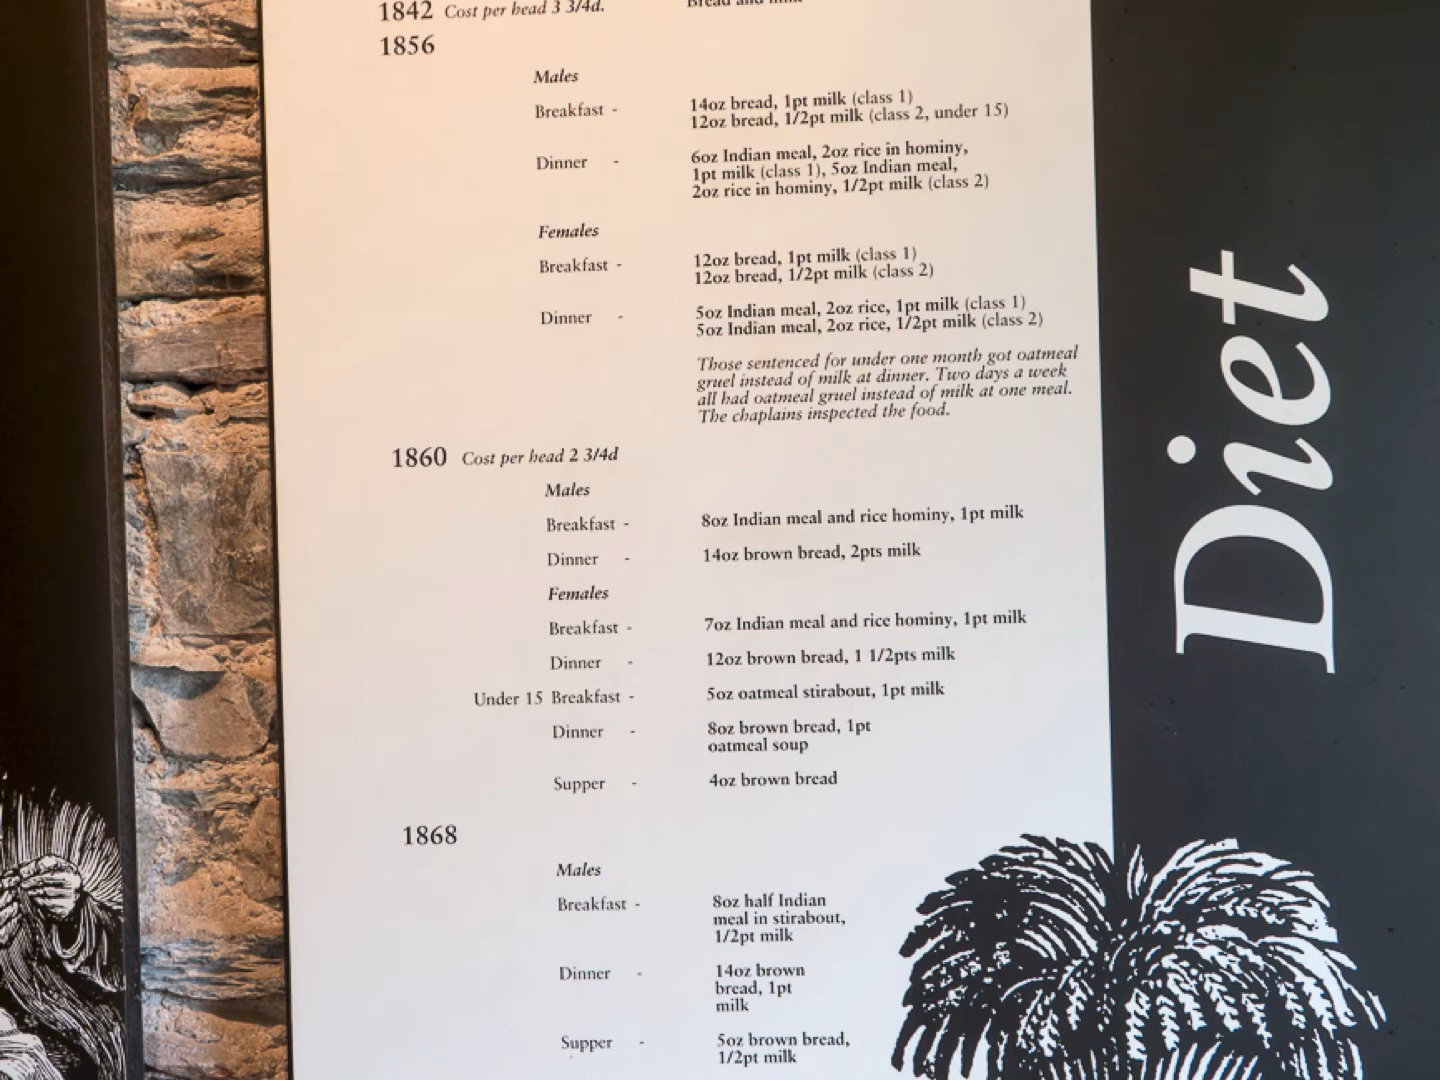 1842 Cost per head 3 3/4d. Bread and milk
1856
Males
Breakfast - 14oz bread, 1pt milk (class 1)
12oz bread, 1/2pt milk (class 2, under 15)
Dinner - 6oz Indian meal, 2oz rice in hominy,
1pt milk (class 1), 5oz Indian meal,
2oz rice in hominy, 1/2pt milk (class 2)
Females
Breakfast - 12oz bread, 1pt milk (class 1)
12oz bread, 1/2pt milk (class 2)
Dinner - 5oz Indian meal, 2oz rice, 1pt milk (class 1)
5oz Indian meal, 2oz rice, 1/2pt milk (class 2)
Those sentenced for under one month got oatmeal
gruel instead of milk at dinner. Two days a week
all had oatmeal gruel instead of milk at one meal.
The chaplains inspected the food.
1860 Cost per head 2 3/4d
Males
Breakfast - 8oz Indian meal and rice hominy, 1pt milk
Dinner - 14oz brown bread, 2pts milk
Females
Breakfast - 7oz Indian meal and rice hominy, 1pt milk
Dinner - 12oz brown bread, 1 1/2pts milk
Under 15 Breakfast - 5oz oatmeal stirabout, 1pt milk
Dinner - 8oz brown bread, 1pt
oatmeal soup
Supper - 4oz brown bread
1868
Males
Breakfast - 8oz half Indian
meal in stirabout,
1/2pt milk
Dinner - 14oz brown
bread, 1pt
milk
Supper - 5oz brown bread,
1/2pt milk
Diet